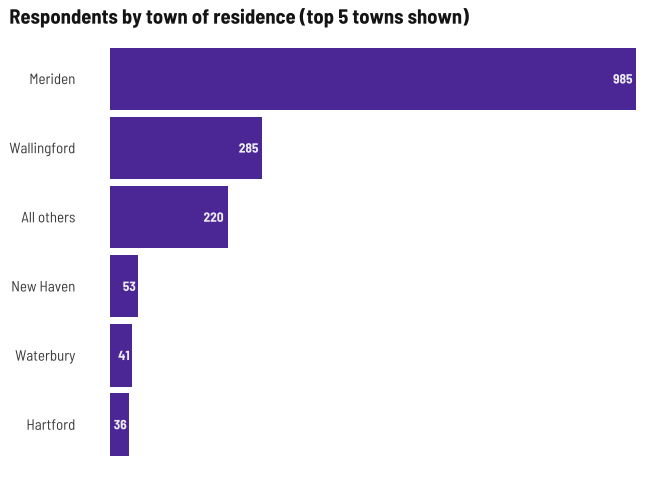 Respondents by town of residence (top 5 towns shown)
Meriden 985
Wallingford 285
All others 220
New Haven 53
Waterbury 41
Hartford 36